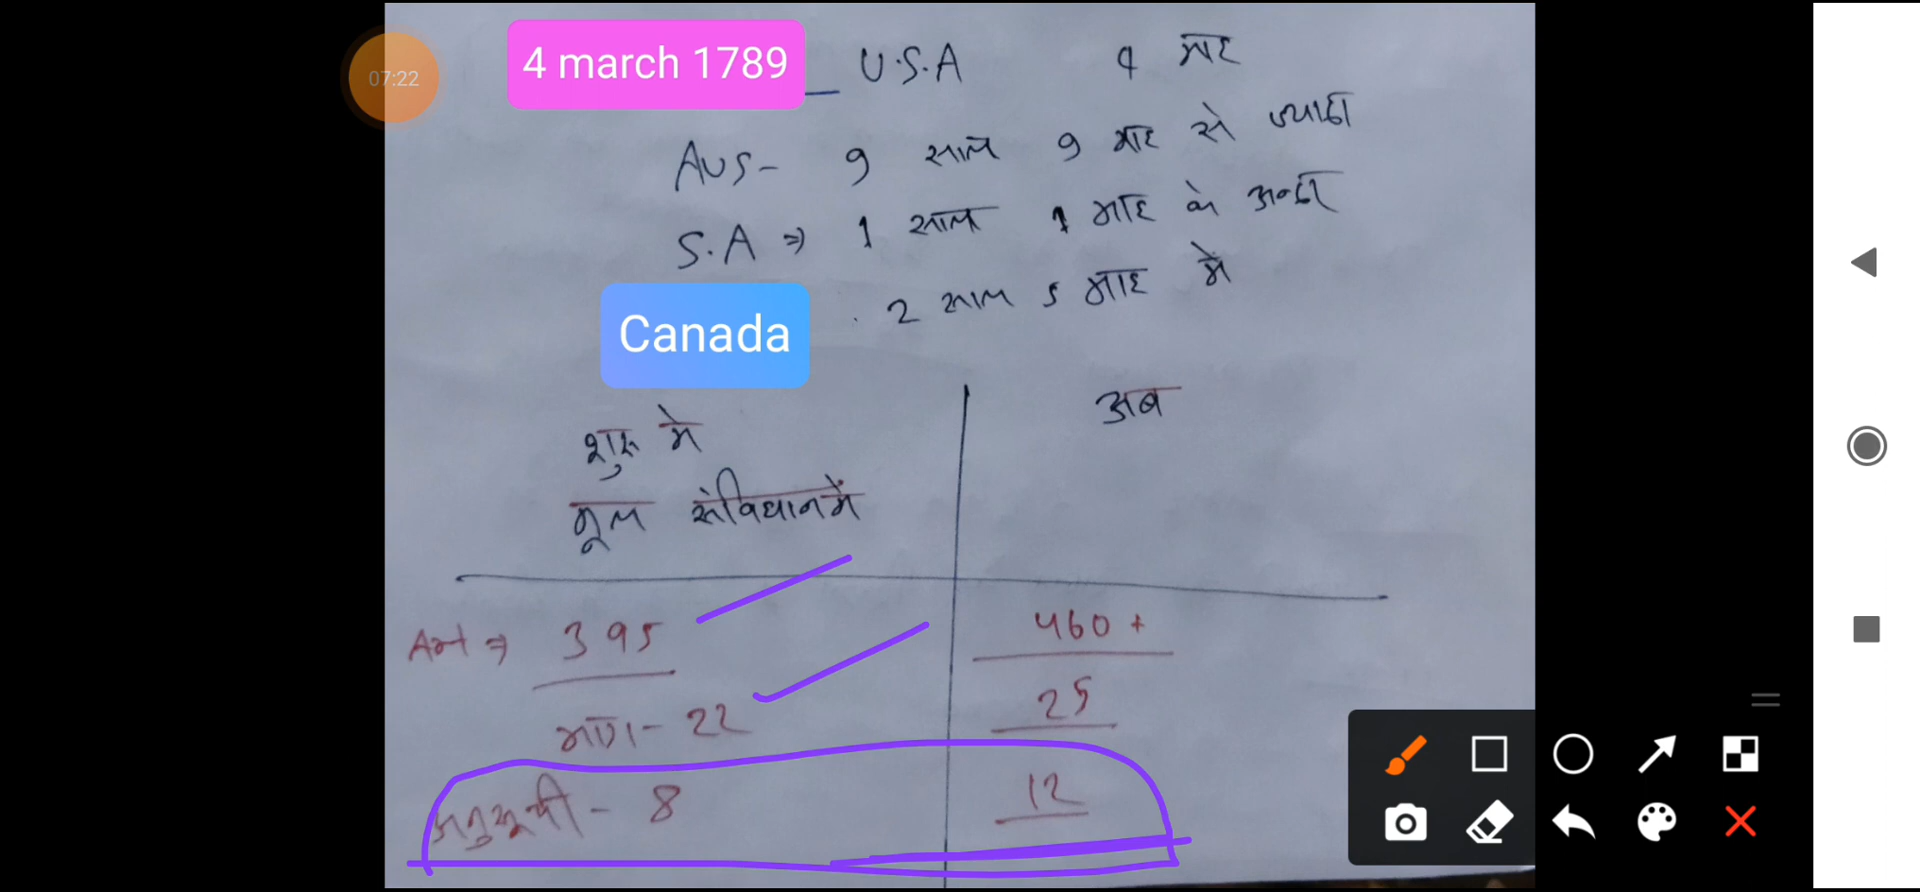 07:22
4 march 1789 U.S.A 4 माह
AUS- 9 साल 9 माह से ज्यादा
S.A ⇒ 1 साल 1 माह के अन्दर
Canada 2 साल 5 माह मे
शुरू मे अब
मूल संविधान में
Art ⇒ 395 460 +
भाग - 22 25
अनुसूची - 8 12